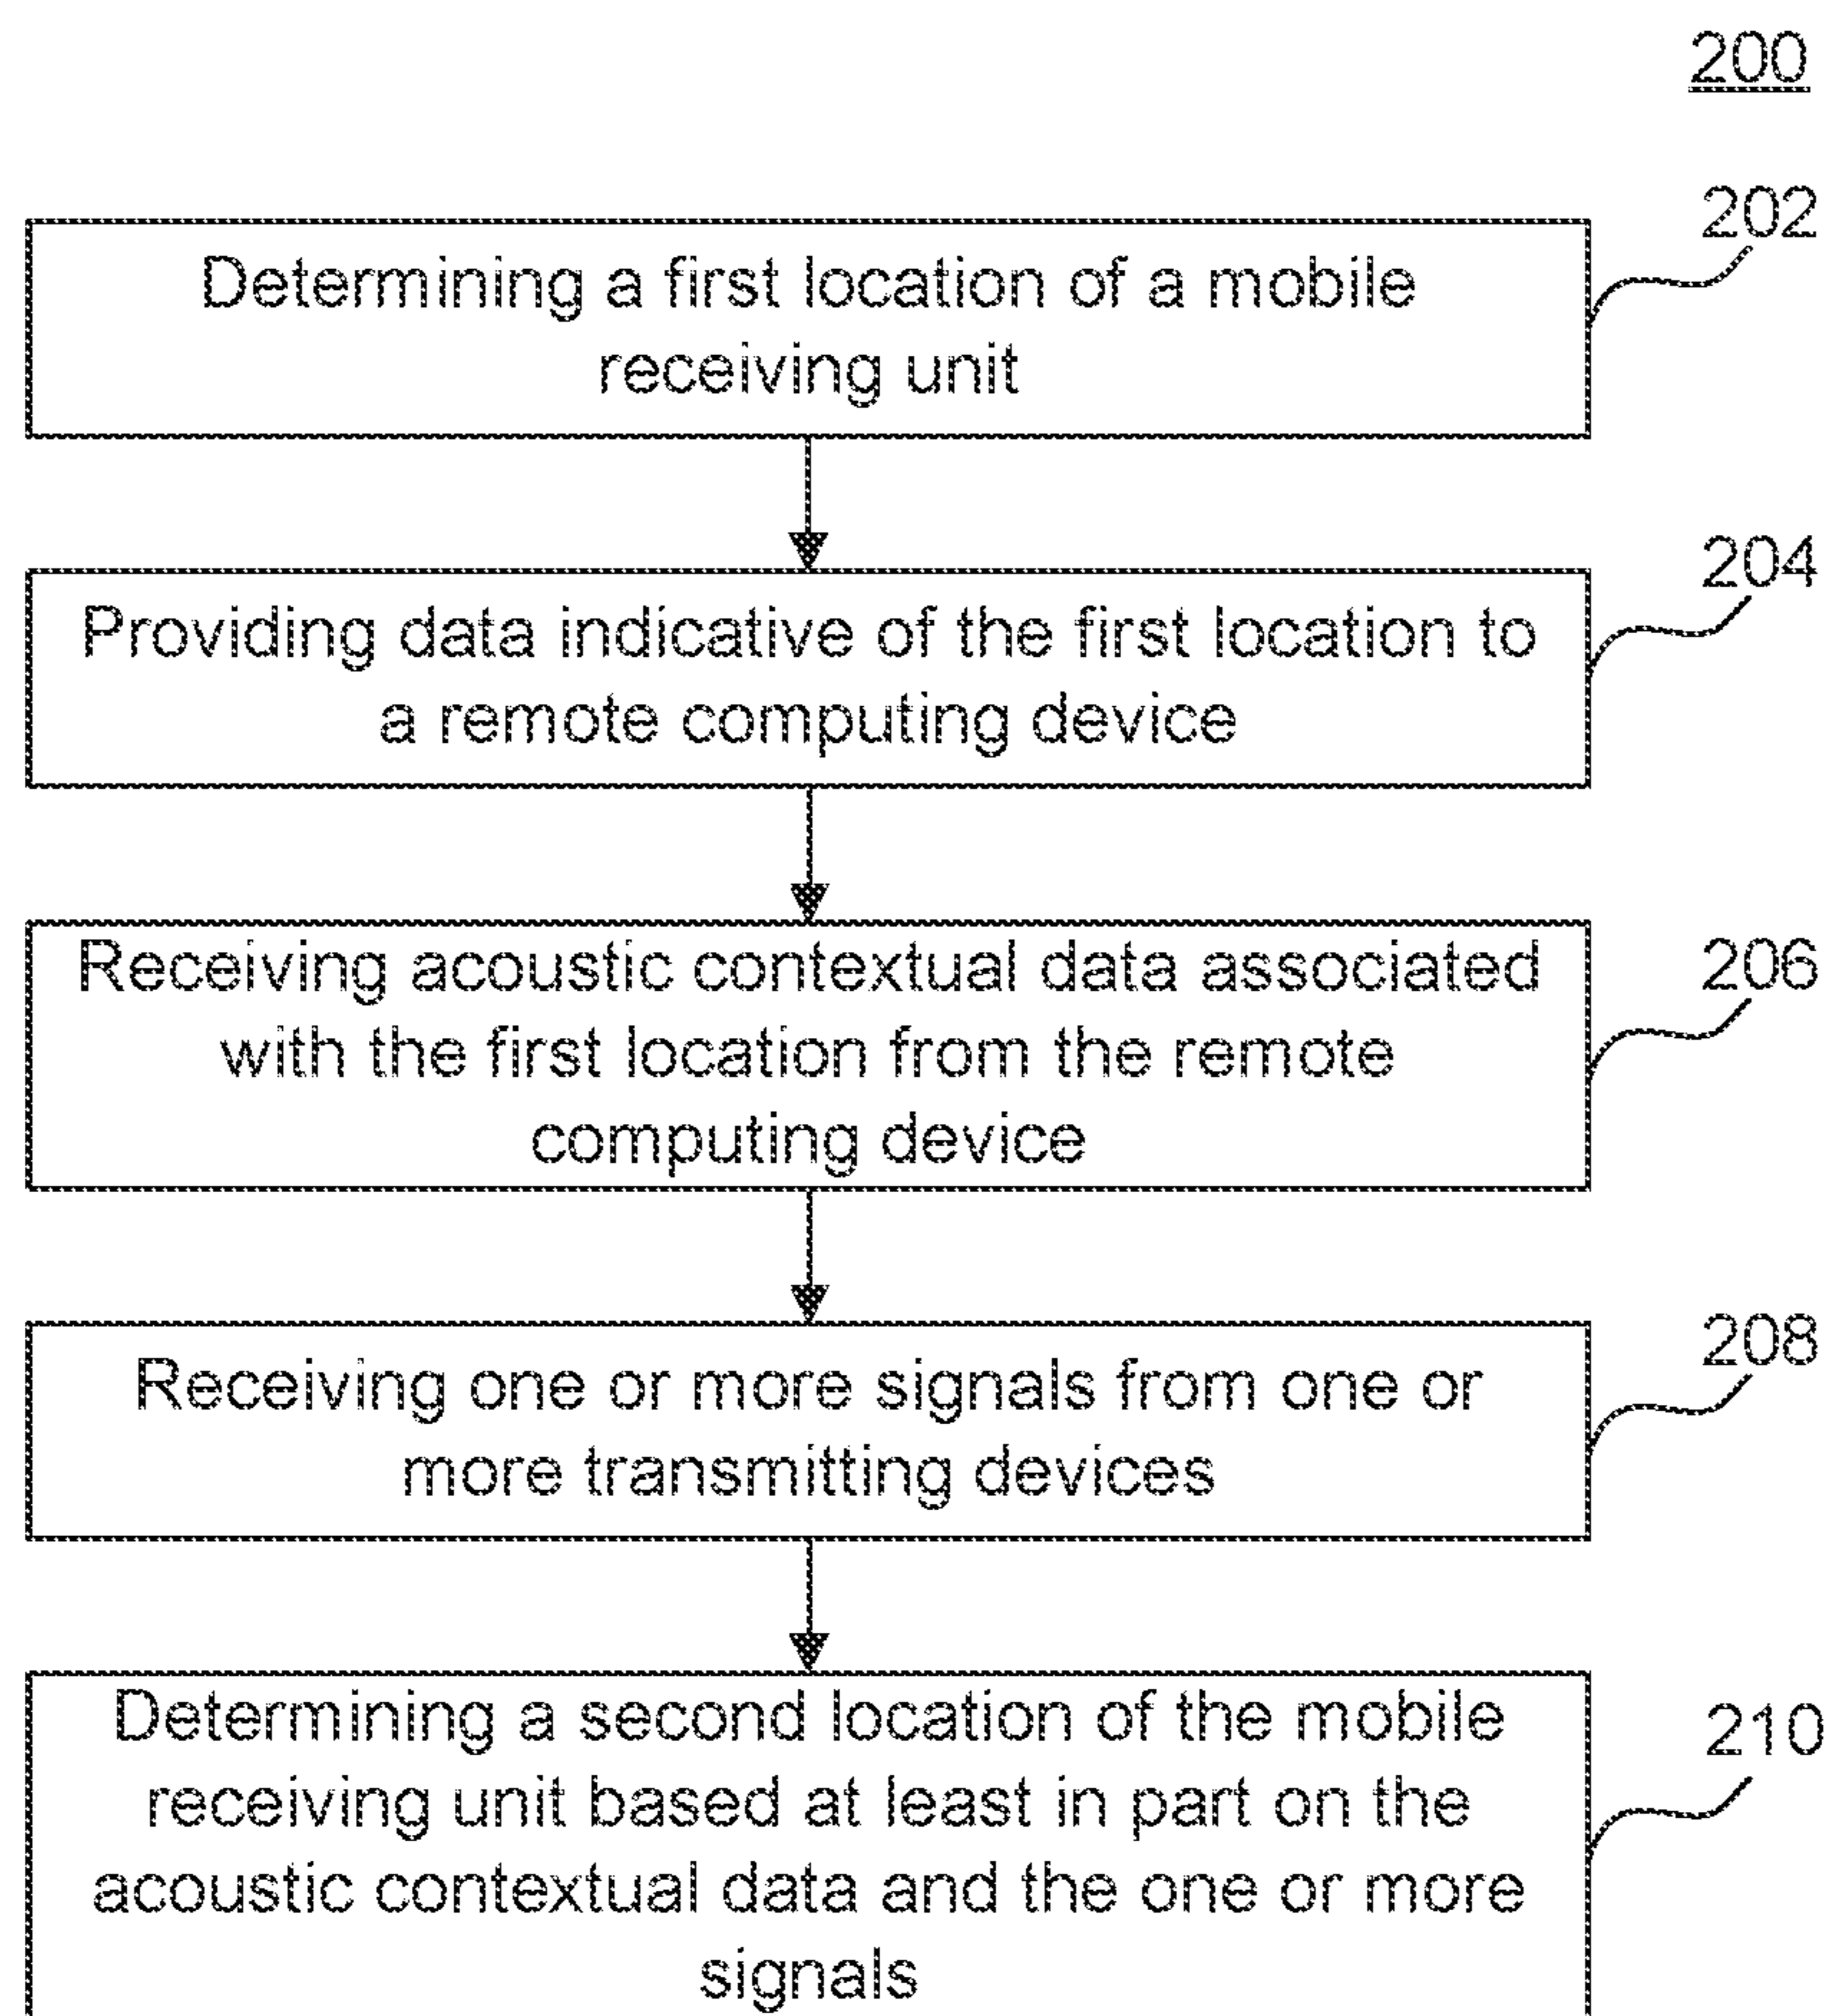 200
202
Determining a first location of a mobile
receiving unit
204
Providing data indicative of the first location to
a remote computing device
206
Receiving acoustic contextual data associated
with the first location from the remote
computing device
208
Receiving one or more signals from one or
more transmitting devices
210
Determining a second location of the mobile
receiving unit based at least in part on the
acoustic contextual data and the one or more
signals